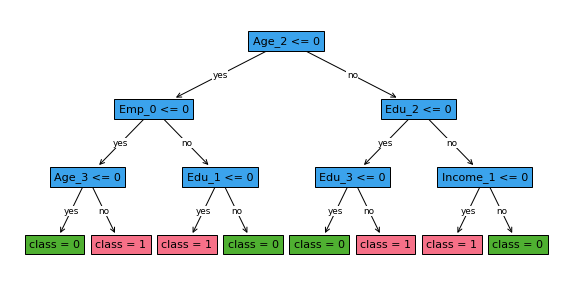 Age_2 <= 0
yes
no
Emp_0 <= 0
Edu_2 <= 0
yes
no
yes
no
Age_3 <= 0
Edu_1 <= 0
Edu_3 <= 0
Income_1 <= 0
yes
no
yes
no
yes
no
yes
no
class = 0
class = 1
class = 1
class = 0
class = 0
class = 1
class = 1
class = 0